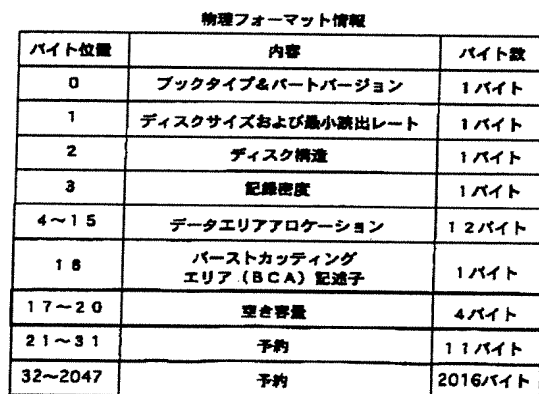 物理フォーマット情報
バイト位置 内容 バイト数
0 ブックタイプ&パートバージョン 1バイト
1 ディスクサイズおよび最小読出レート 1バイト
2 ディスク構造 1バイト
3 記録密度 1バイト
4~15 データエリアアロケーション 12バイト
16 バーストカッティング
エリア(BCA)記述子 1バイト
17~20 空き容量 4バイト
21~31 予約 11バイト
32~2047 予約 2016バイト